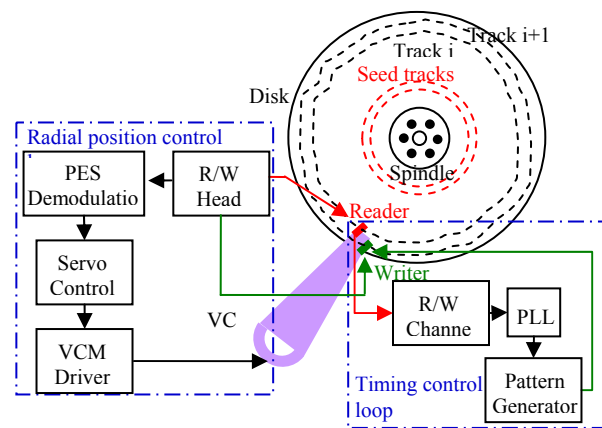 Track i+1
Track i
Seed tracks
Disk
Spindle
Radial position control
PES
Demodulatio
R/W
Head
Reader
Servo
Control
Writer
VC
R/W
Channe
PLL
VCM
Driver
Timing control
loop
Pattern
Generator